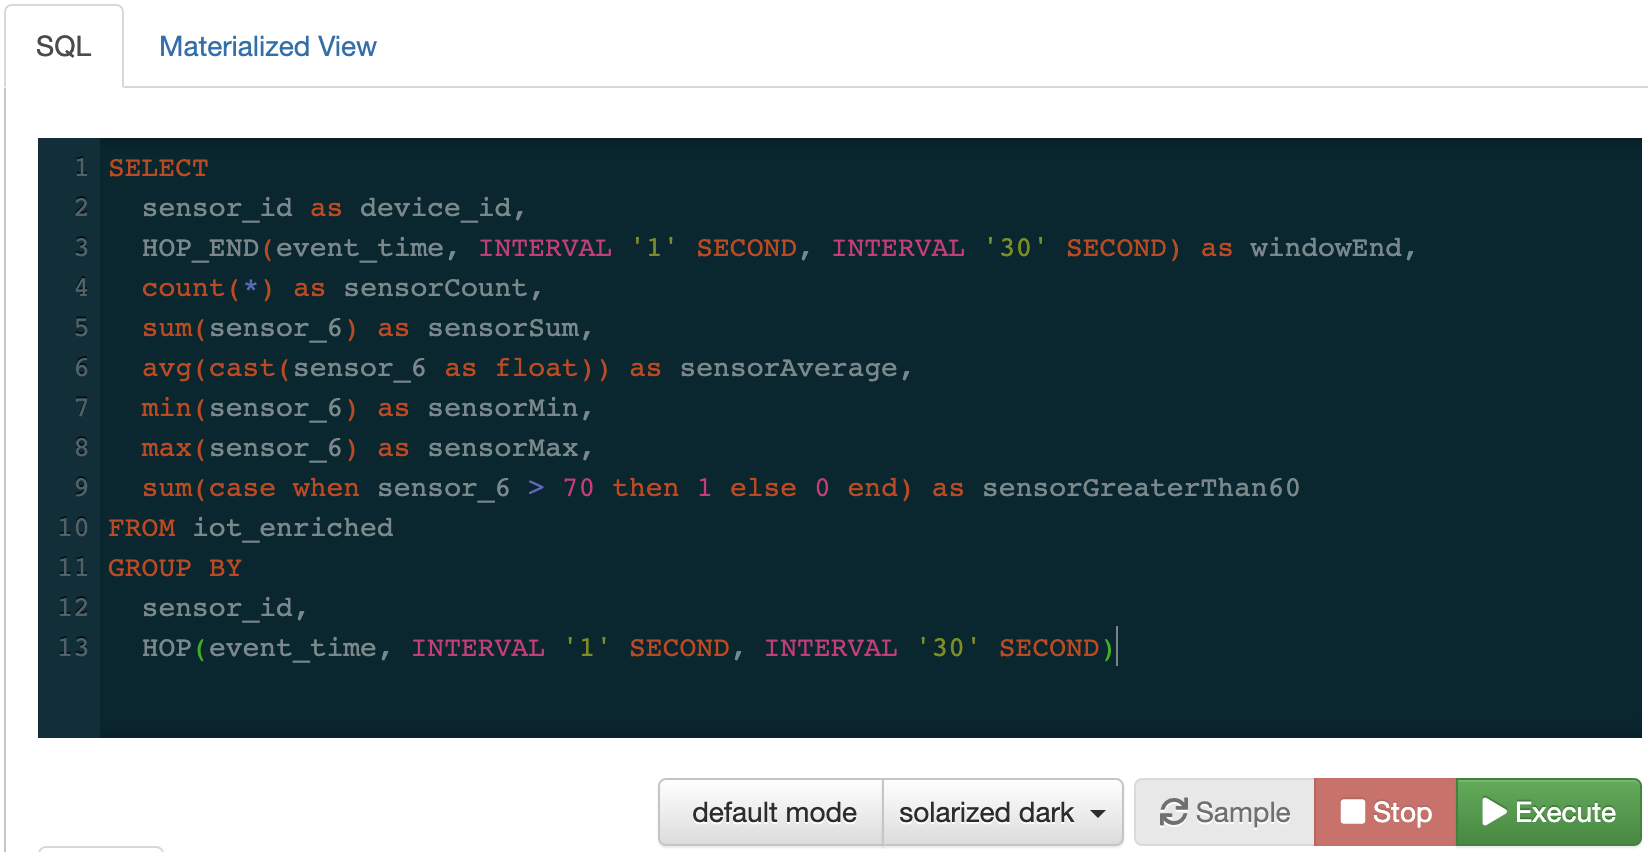 SQL
Materialized View
1 SELECT
2 sensor_id as device_id,
3 HOP_END(event_time, INTERVAL '1' SECOND, INTERVAL '30' SECOND) as windowEnd,
4 count(*) as sensorCount,
5 sum(sensor_6) as sensorSum,
6 avg(cast(sensor_6 as float)) as sensorAverage,
7 min(sensor_6) as sensorMin,
8 max(sensor_6) as sensorMax,
9 sum(case when sensor_6 > 70 then 1 else 0 end) as sensorGreaterThan60
10 FROM iot_enriched
11 GROUP BY
12 sensor_id,
13 HOP(event_time, INTERVAL '1' SECOND, INTERVAL '30' SECOND)
default mode
solarized dark
Sample
Stop
Execute